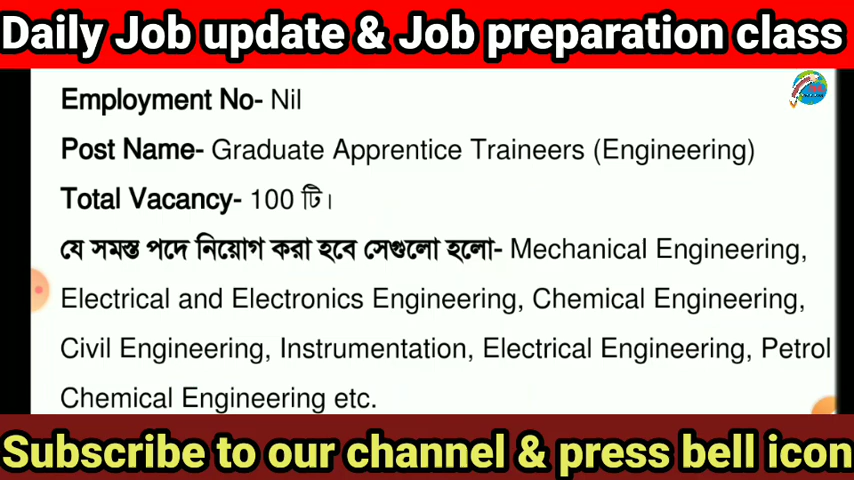 Daily Job update & Job preparation class
Employment No- Nil
Post Name- Graduate Apprentice Traineers (Engineering)
Total Vacancy- 100 টি।
যে সমস্ত পদে নিয়োগ করা হবে সেগুলো হলো- Mechanical Engineering,
Electrical and Electronics Engineering, Chemical Engineering,
Civil Engineering, Instrumentation, Electrical Engineering, Petrol
Chemical Engineering etc.
Subscribe to our channel & press bell icon